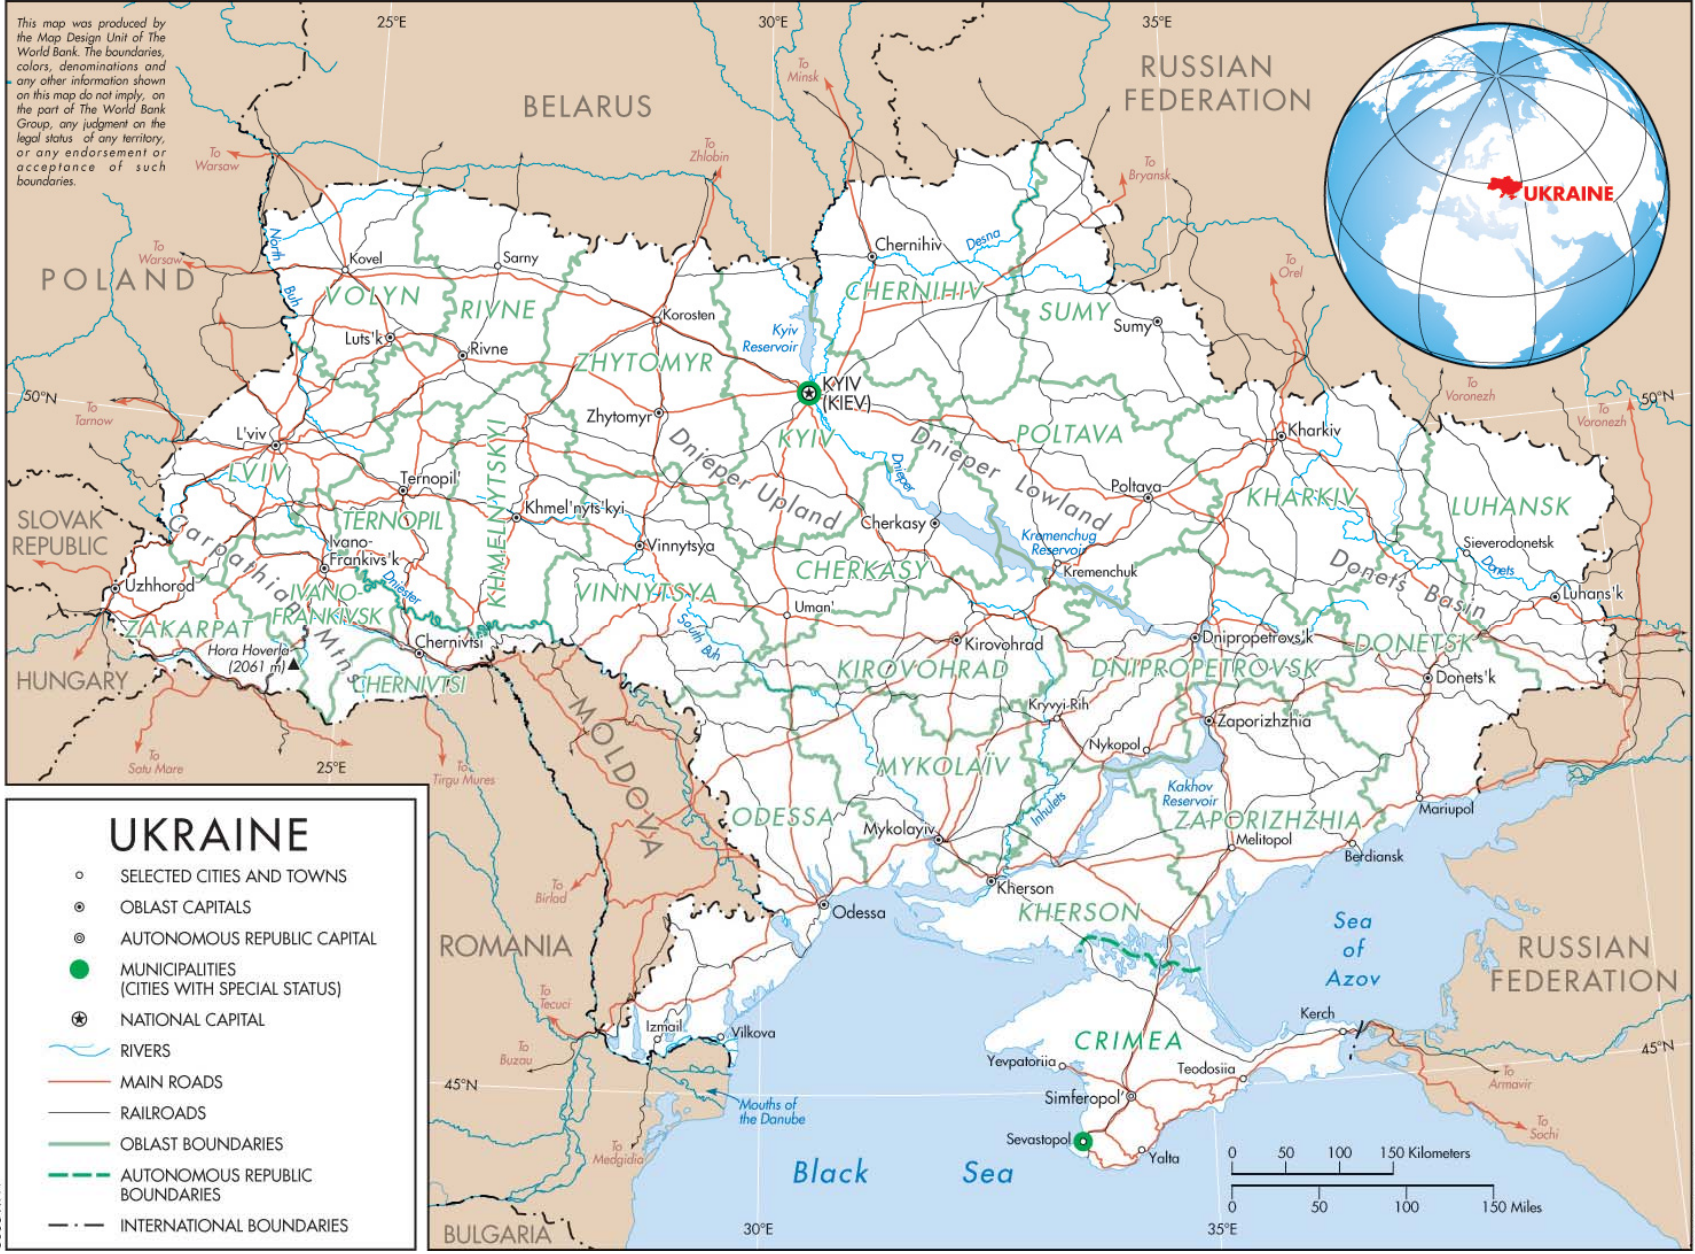 This map was produced by
the Map Design Unit of The
World Bank. The boundaries,
colors, denominations and
any other information shown
on this map do not imply, on
the part of The World Bank
Group, any judgment on the
legal status of any territory,
or any endorsement or
acceptance of such
boundaries.
25°E
30°E
35°E
To
Minsk
RUSSIAN
FEDERATION
BELARUS
To
Warsaw
To
Zhlobin
To
Bryansk
UKRAINE
To
Warsaw
POLAND
North
Buh
Kovel
Sarny
Chernihiv
Desna
To
Orel
VOLYN
RIVNE
CHERNIHIV
SUMY
Korosten
Sumy
Kyiv
Reservoir
Luts'k
Rivne
ZHYTOMYR
50°N
KYIV
(KIEV)
To
Voronezh
50°N
To
Voronezh
To
Tarnow
Zhytomyr
L'viv
KYIV
POLTAVA
Kharkiv
Dnieper Upland
Dnieper Lowland
Dnieper
LVIV
Ternopil'
KHMELNYTSKYI
Poltava
KHARKIV
LUHANSK
SLOVAK
REPUBLIC
Carpathian Mtns
TERNOPIL
Khmel'nyts'kyi
Cherkasy
Kremenchug
Reservoir
Ivano-
Frankivs'k
Vinnytsya
Sieverodonetsk
Donets
Donets Basin
CHERKASY
Kremenchuk
Uzhhorod
Dniester
IVANO-
FRANKIVSK
VINNYTSYA
Uman'
Luhans'k
ZAKARPAT
Chernivtsi
South Buh
Kirovohrad
Dnipropetrovs'k
DONETSK
Hora Hoverla
(2061 m)
HUNGARY
CHERNIVTSI
KIROVOHRAD
DNIPROPETROVSK
Donets'k
MOLDOVA
Kryvyi Rih
Zaporizhzhia
Nykopol
To
Satu Mare
25°E
To
Tirgu Mures
MYKOLAÏV
Kakhov
Reservoir
Inhulets
ODESSA
ZAPORIZHZHIA
Mariupol
Mykolayiv
Melitopol
Berdiansk
To
Birlad
Kherson
Odessa
KHERSON
Sea
of
Azov
ROMANIA
RUSSIAN
FEDERATION
To
Tecuci
Izmail
Vilkova
Kerch
CRIMEA
To
Buzau
Yevpatoriia
Teodosiia
45°N
To
Armavir
45°N
Simferopol'
Mouths of
the Danube
Sevastopol
To
Sochi
To
Medgidia
Yalta
Black Sea
BULGARIA
30°E
35°E
0 50 100 150 Kilometers
0 50 100 150 Miles
UKRAINE
SELECTED CITIES AND TOWNS
OBLAST CAPITALS
AUTONOMOUS REPUBLIC CAPITAL
MUNICIPALITIES
(CITIES WITH SPECIAL STATUS)
NATIONAL CAPITAL
RIVERS
MAIN ROADS
RAILROADS
OBLAST BOUNDARIES
AUTONOMOUS REPUBLIC
BOUNDARIES
INTERNATIONAL BOUNDARIES